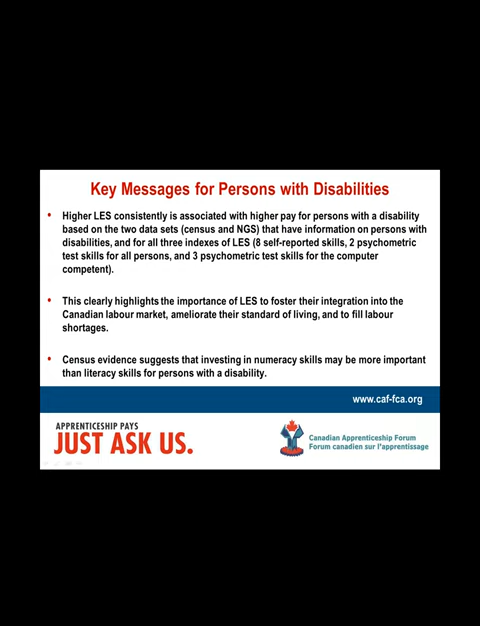 Key Messages for Persons with Disabilities
• Higher LES consistently is associated with higher pay for persons with a disability
based on the two data sets (census and NGS) that have information on persons with
disabilities, and for all three indexes of LES (8 self-reported skills, 2 psychometric
test skills for all persons, and 3 psychometric test skills for the computer
competent).
• This clearly highlights the importance of LES to foster their integration into the
Canadian labour market, ameliorate their standard of living, and to fill labour
shortages.
• Census evidence suggests that investing in numeracy skills may be more important
than literacy skills for persons with a disability.
www.caf-fca.org
APPRENTICESHIP PAYS
JUST ASK US.
Canadian Apprenticeship Forum
Forum canadien sur l'apprentissage